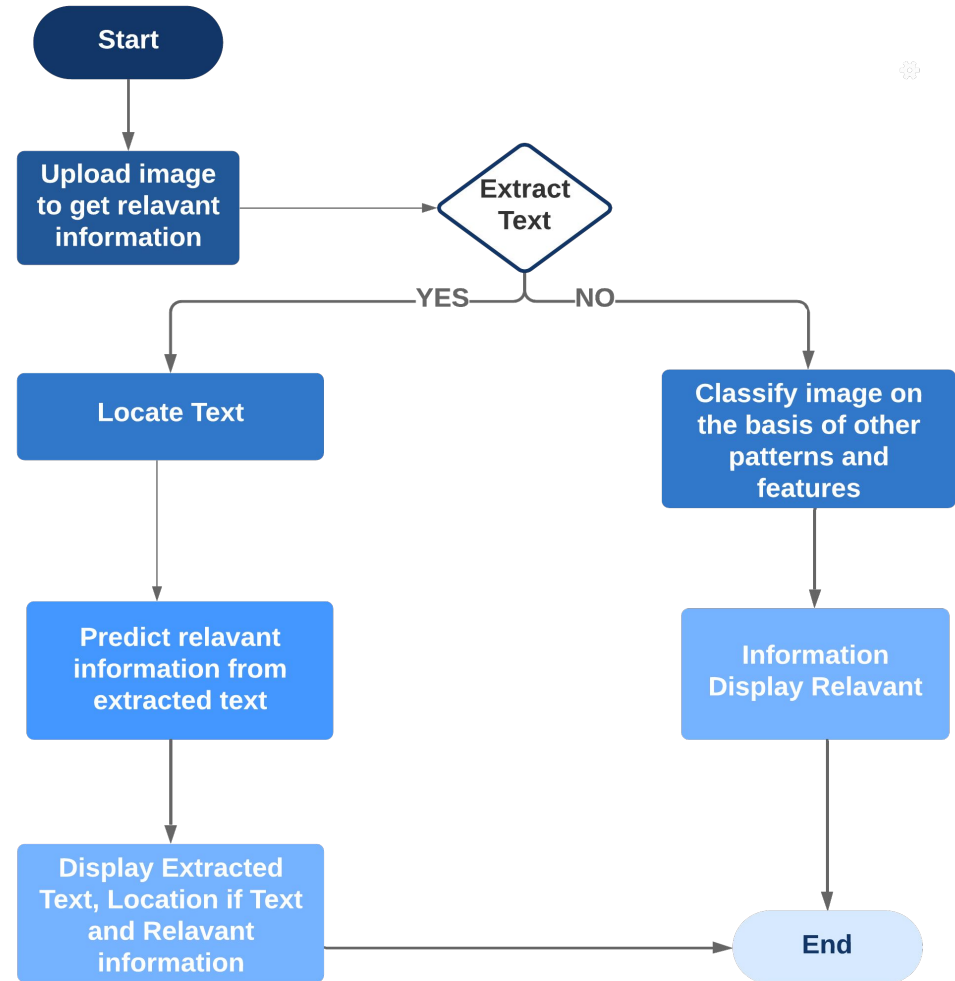 Start
Upload image
to get relavant
information
Extract
Text
YES
NO
Locate Text
Classify image on
the basis of other
patterns and
features
Predict relavant
information from
extracted text
Information
Display Relavant
Display Extracted
Text, Location if Text
and Relavant
information
End